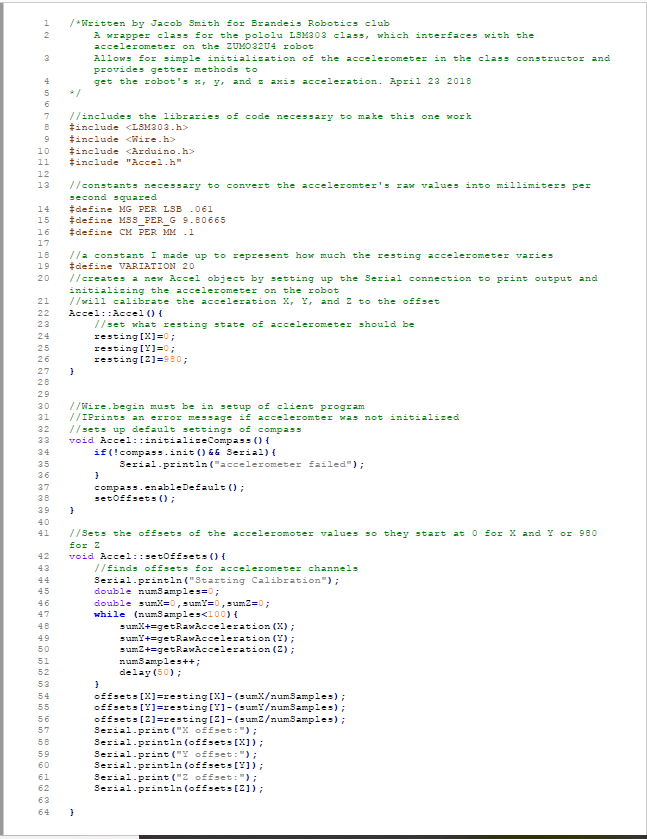 1 /*Written by Jacob Smith for Brandeis Robotics club
2 A wrapper class for the pololu LSM303 class, which interfaces with the
accelerometer on the ZUMO32U4 robot
3 Allows for simple initialization of the accelerometer in the class constructor and
provides getter methods to
4 get the robot's x, y, and z axis acceleration. April 23 2018
5 */
6
7 //includes the libraries of code necessary to make this one work
8 #include <LSM303.h>
9 #include <Wire.h>
10 #include <Arduino.h>
11 #include "Accel.h"
12
13 //constants necessary to convert the acceleromter's raw values into millimiters per
second squared
14 #define MG_PER_LSB .061
15 #define MSS_PER_G 9.80665
16 #define CM_PER_MM .1
17
18 //a constant I made up to represent how much the resting accelerometer varies
19 #define VARIATION 20
20 //creates a new Accel object by setting up the Serial connection to print output and
initializing the accelerometer on the robot
21 //will calibrate the acceleration X, Y, and Z to the offset
22 Accel::Accel(){
23 //set what resting state of accelerometer should be
24 resting[X]=0;
25 resting[Y]=0;
26 resting[Z]=980;
27 }
28
29
30 //Wire.begin must be in setup of client program
31 //IPrints an error message if acceleromter was not initialized
32 //sets up default settings of compass
33 void Accel::initializeCompass(){
34 if(!compass.init()&& Serial){
35 Serial.println("accelerometer failed");
36 }
37 compass.enableDefault();
38 setOffsets();
39 }
40
41 //Sets the offsets of the acceleromoter values so they start at 0 for X and Y or 980
for Z
42 void Accel::setOffsets(){
43 //finds offsets for accelerometer channels
44 Serial.println("Starting Calibration");
45 double numSamples=0;
46 double sumX=0,sumY=0,sumZ=0;
47 while (numSamples<100){
48 sumX+=getRawAcceleration(X);
49 sumY+=getRawAcceleration(Y);
50 sumZ+=getRawAcceleration(Z);
51 numSamples++;
52 delay(50);
53 }
54 offsets[X]=resting[X]-(sumX/numSamples);
55 offsets[Y]=resting[Y]-(sumY/numSamples);
56 offsets[Z]=resting[Z]-(sumZ/numSamples);
57 Serial.print("X offset:");
58 Serial.println(offsets[X]);
59 Serial.print("Y offset:");
60 Serial.println(offsets[Y]);
61 Serial.print("Z offset:");
62 Serial.println(offsets[Z]);
63
64 }